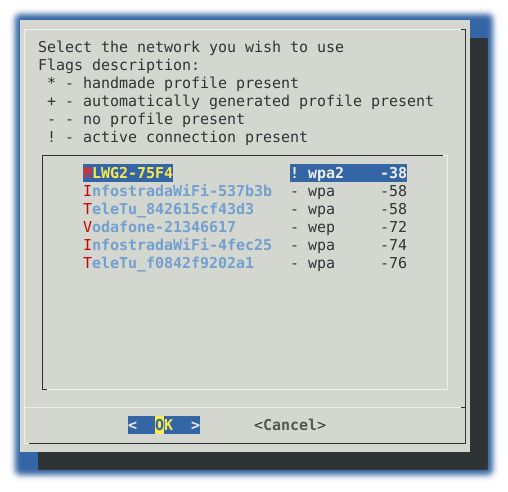 Select the network you wish to use
Flags description:
* - handmade profile present
+ - automatically generated profile present
- - no profile present
! - active connection present
MLWG2-75F4 ! wpa2 -38
InfostradaWiFi-537b3b - wpa -58
TeleTu_842615cf43d3 - wpa -58
Vodafone-21346617 - wep -72
InfostradaWiFi-4fec25 - wpa -74
TeleTu_f0842f9202a1 - wpa -76
< OK > <Cancel>